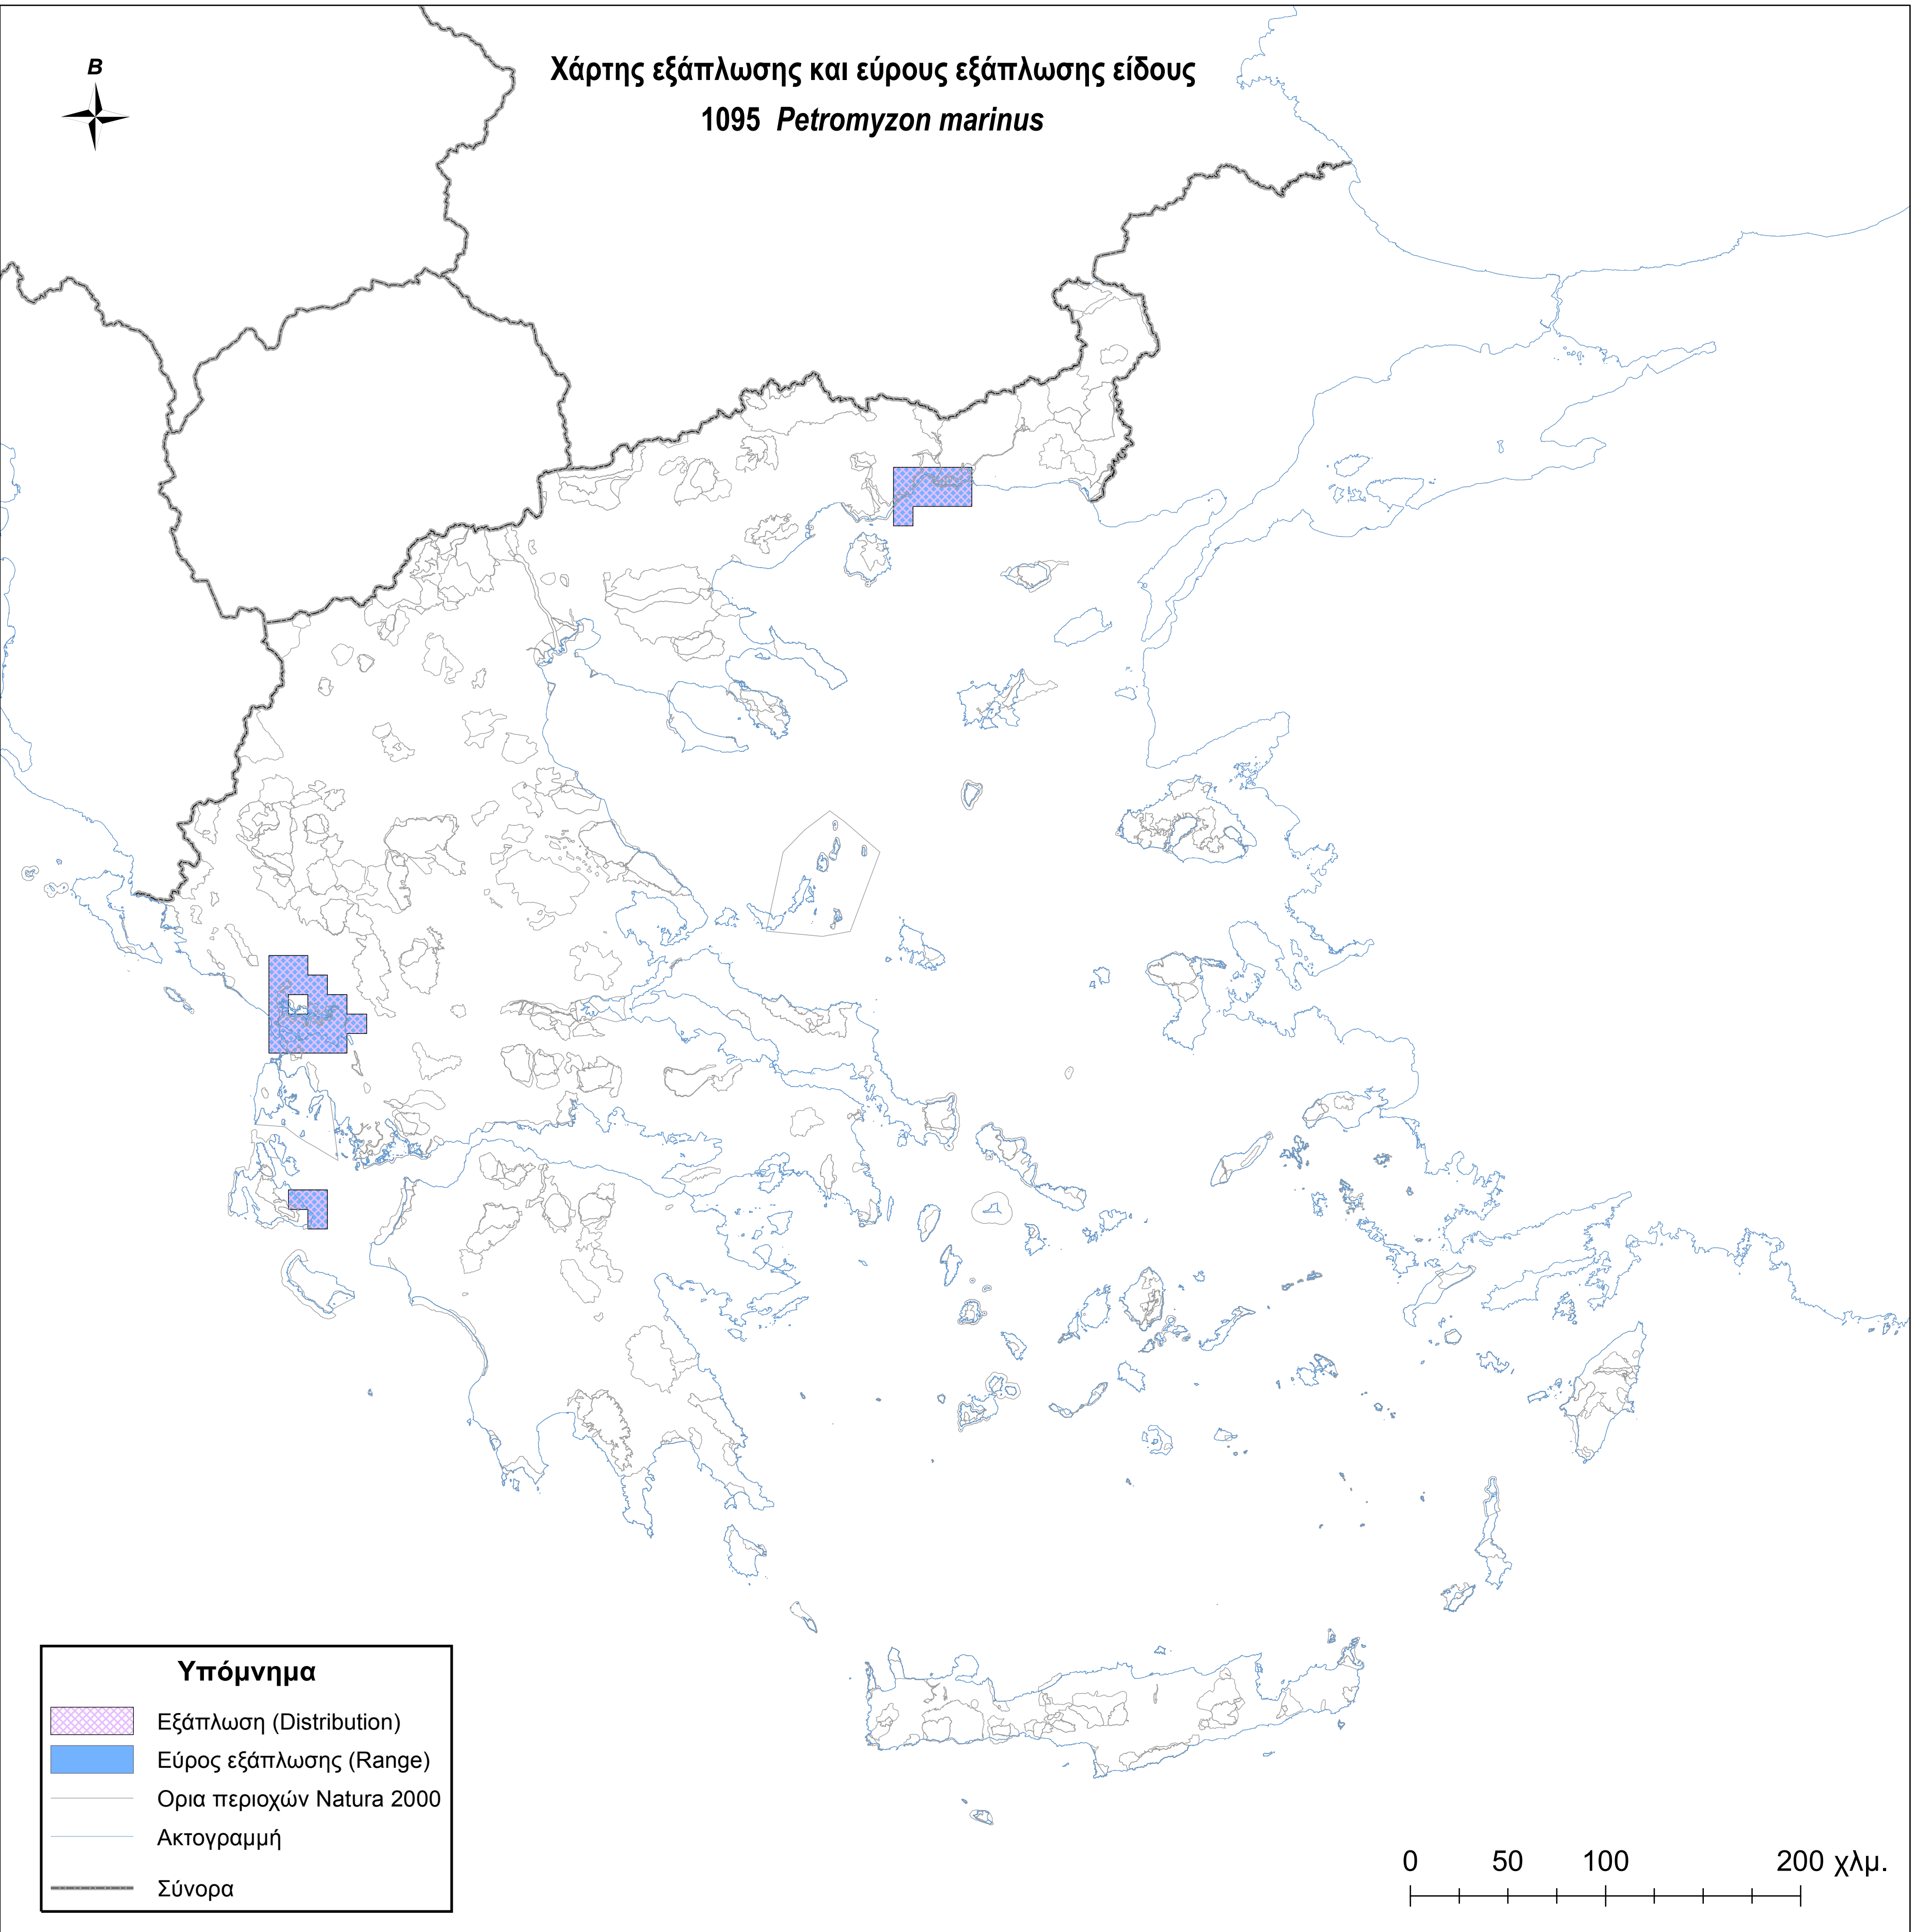 Β
Χάρτης εξάπλωσης και εύρους εξάπλωσης είδους
1095 Petromyzon marinus
Υπόμνημα
Εξάπλωση (Distribution)
Εύρος εξάπλωσης (Range)
Ορια περιοχών Natura 2000
Ακτογραμμή
Σύνορα
0 50 100 200 χλμ.